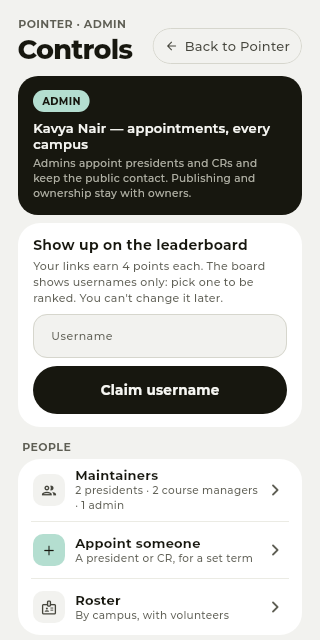 POINTER · ADMIN
Controls
← Back to Pointer
ADMIN
Kavya Nair — appointments, every
campus
Admins appoint presidents and CRs and
keep the public contact. Publishing and
ownership stay with owners.
Show up on the leaderboard
Your links earn 4 points each. The board
shows usernames only: pick one to be
ranked. You can't change it later.
Username
Claim username
PEOPLE
Maintainers
2 presidents · 2 course managers
· 1 admin
Appoint someone
A president or CR, for a set term
Roster
By campus, with volunteers